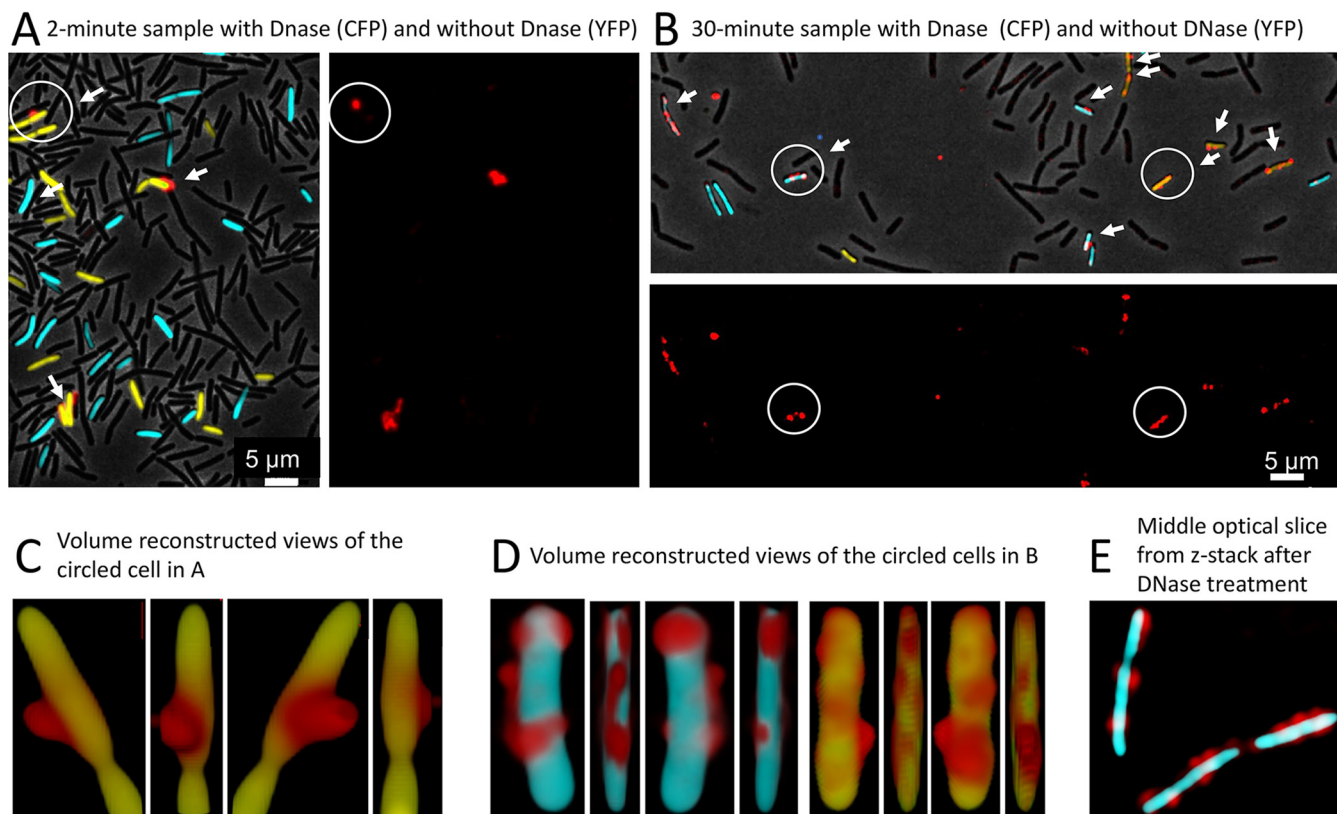 A 2-minute sample with Dnase (CFP) and without Dnase (YFP)
5 µm
B 30-minute sample with Dnase (CFP) and without DNase (YFP)
5 µm
C Volume reconstructed views of the
circled cell in A
D Volume reconstructed views of the circled cells in B
E Middle optical slice
from z-stack after
DNase treatment